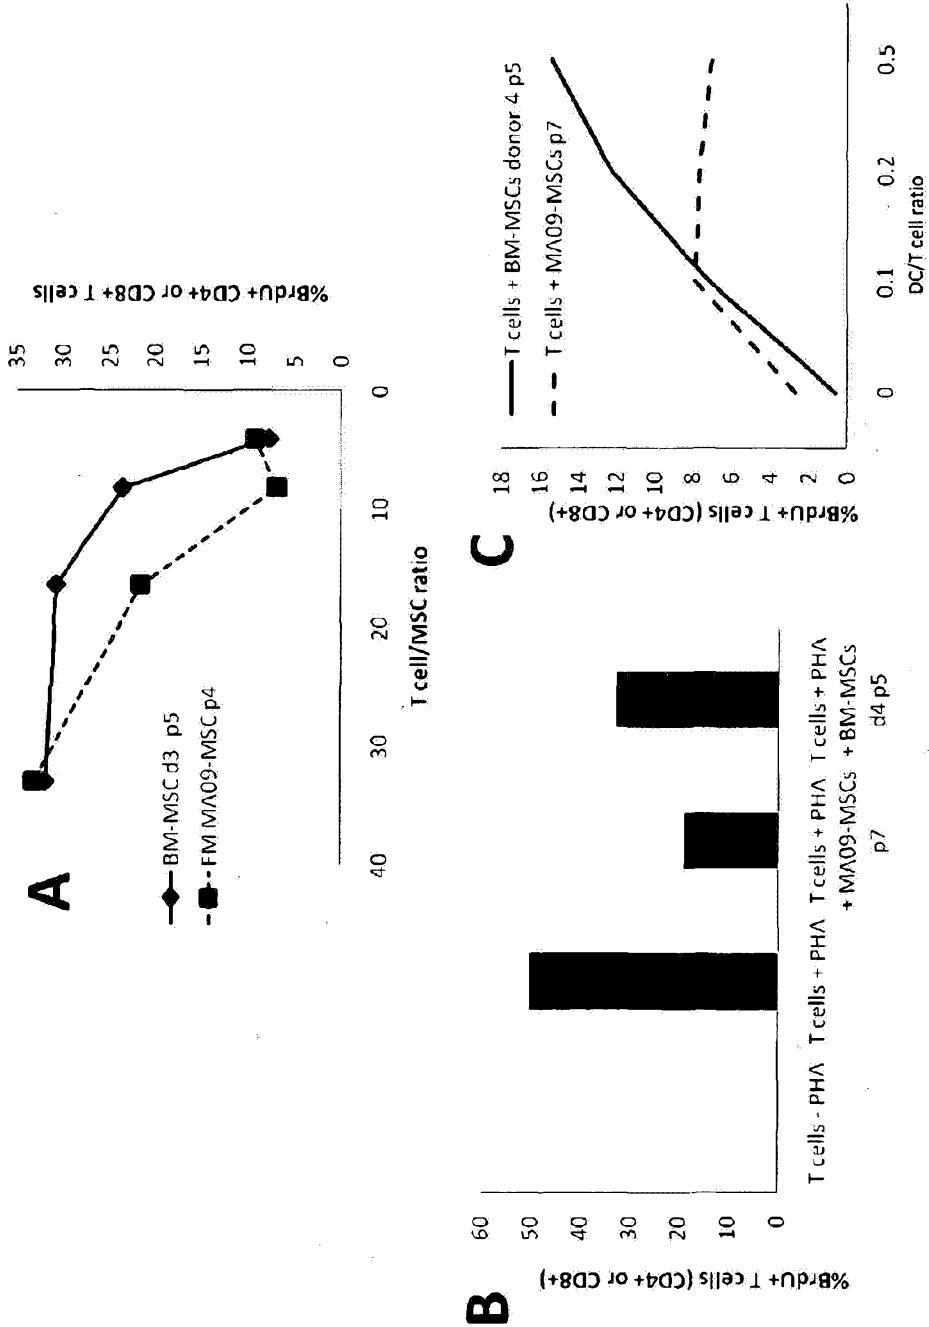 A
BM-MSC d3 p5
FM MA09-MSC p4
40
30
20
10
0
T cell/MSC ratio
35
30
25
20
15
10
5
0
%BrdU+ CD4+ or CD8+ T cells
B
%BrdU+ T cells (CD4+ or CD8+)
60
50
40
30
20
10
0
T cells - PHA T cells + PHA T cells + PHA T cells + PHA
+ MA09-MSCs + BM-MSCs
p7 d4 p5
C
%BrdU+ T cells (CD4+ or CD8+)
18
16
14
12
10
8
6
4
2
0
T cells + BM-MSCs donor 4 p5
T cells + MA09-MSCs p7
0 0.1 0.2 0.5
DC/T cell ratio